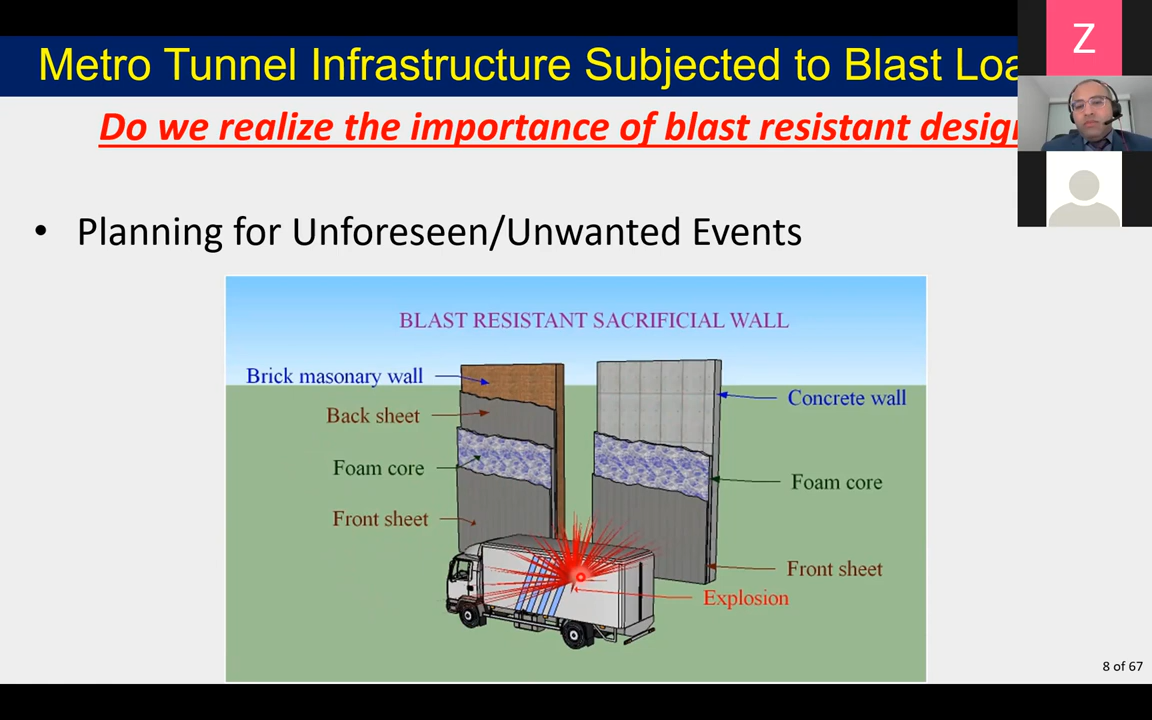 Metro Tunnel Infrastructure Subjected to Blast
Do we realize the importance of blast resistant
Z
• Planning for Unforeseen/Unwanted Events
BLAST RESISTANT SACRIFICIAL WALL
Brick masonary wall
Back sheet
Foam core
Front sheet
Concrete wall
Foam core
Front sheet
Explosion
8 of 67